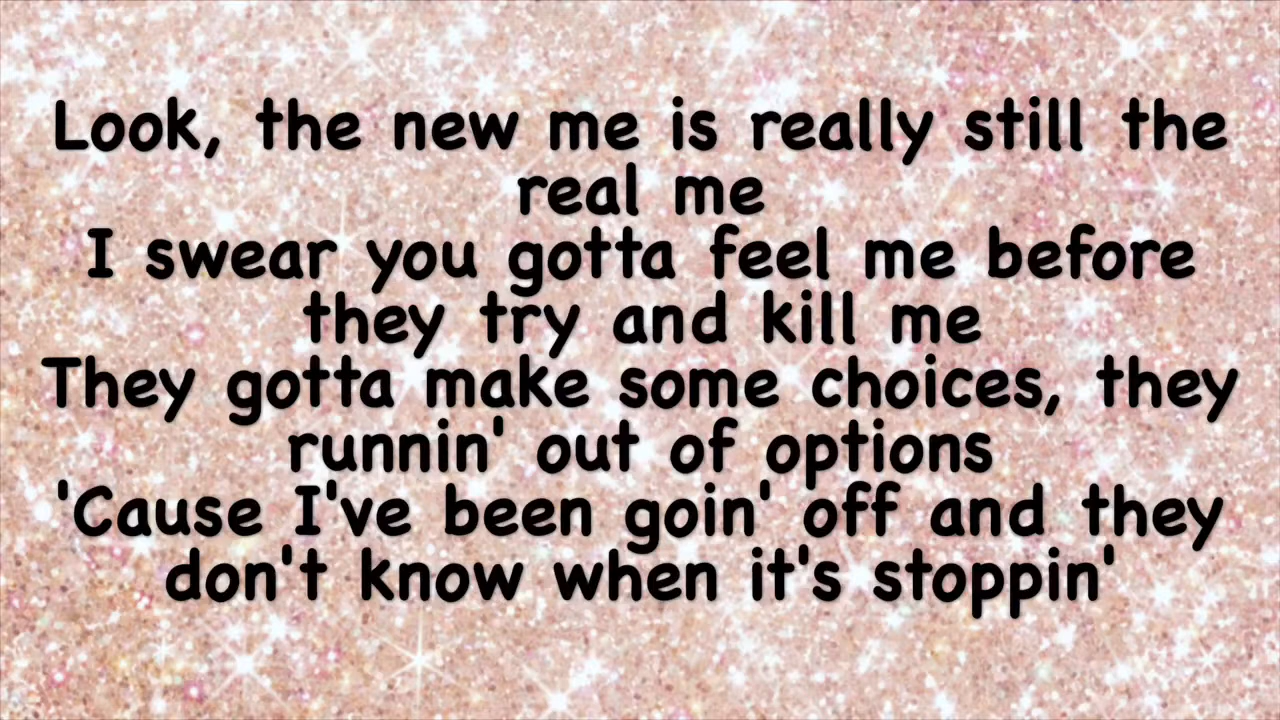 Look, the new me is really still the
real me
I swear you gotta feel me before
they try and kill me
They gotta make some choices, they
runnin' out of options
'Cause I've been goin' off and they
don't know when it's stoppin'